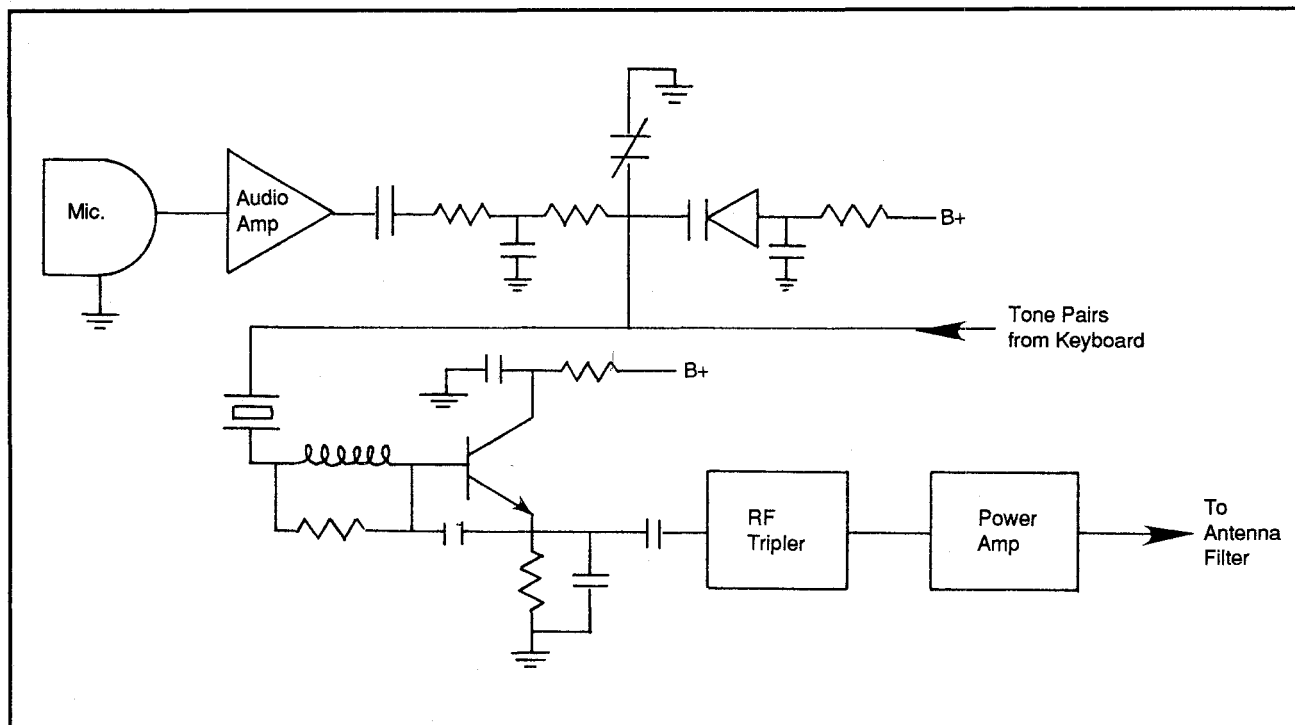 Mic.
Audio
Amp
B+
Tone Pairs
from Keyboard
B+
RF
Tripler
Power
Amp
To
Antenna
Filter